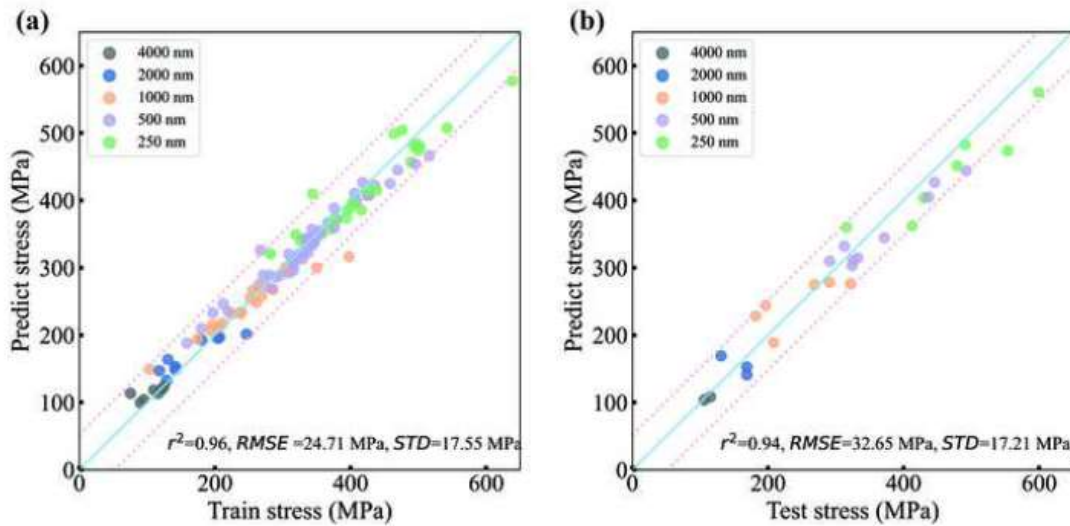 (a)
4000 nm
2000 nm
1000 nm
500 nm
250 nm
600
500
400
300
200
100
0
0 200 400 600
Predict stress (MPa)
Train stress (MPa)
r²=0.96, RMSE =24.71 MPa, STD=17.55 MPa
(b)
4000 nm
2000 nm
1000 nm
500 nm
250 nm
600
500
400
300
200
100
0
0 200 400 600
Predict stress (MPa)
Test stress (MPa)
r²=0.94, RMSE=32.65 MPa, STD=17.21 MPa